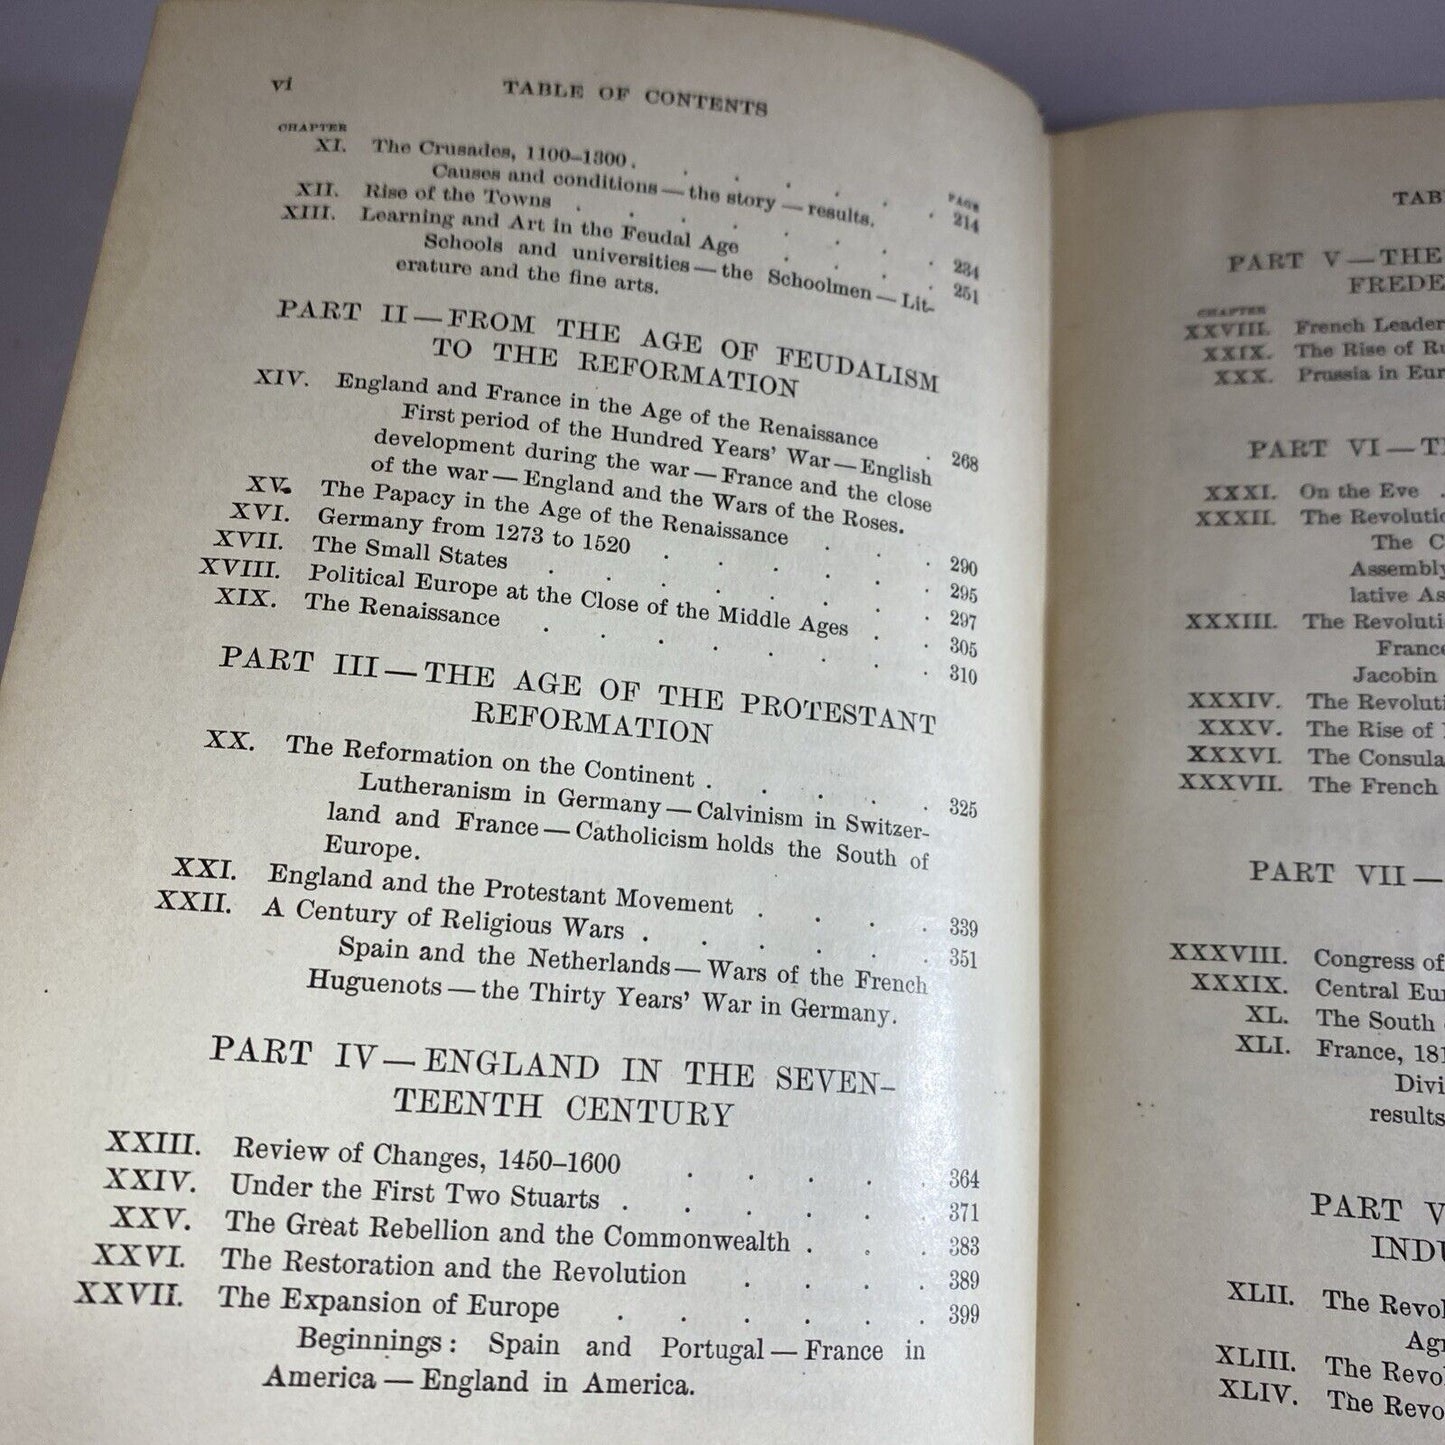 vi TABLE OF CONTENTS
CHAPTER
PAGE
XI. The Crusades, 1100–1300 . . . . . . 214
Causes and conditions — the story — results.
XII. Rise of the Towns . . . . . . . 234
XIII. Learning and Art in the Feudal Age . . . . 251
Schools and universities — the Schoolmen — Lit-
erature and the fine arts.
PART II — FROM THE AGE OF FEUDALISM
TO THE REFORMATION
XIV. England and France in the Age of the Renaissance . 268
First period of the Hundred Years' War — English
development during the war — France and the close
of the war — England and the Wars of the Roses.
XV. The Papacy in the Age of the Renaissance . . . 290
XVI. Germany from 1273 to 1520 . . . . . . 295
XVII. The Small States . . . . . . . 297
XVIII. Political Europe at the Close of the Middle Ages . . 305
XIX. The Renaissance . . . . . . . 310
PART III — THE AGE OF THE PROTESTANT
REFORMATION
XX. The Reformation on the Continent . . . . . 325
Lutheranism in Germany — Calvinism in Switzer-
land and France — Catholicism holds the South of
Europe.
XXI. England and the Protestant Movement . . . . 339
XXII. A Century of Religious Wars . . . . . . 351
Spain and the Netherlands — Wars of the French
Huguenots — the Thirty Years' War in Germany.
PART IV — ENGLAND IN THE SEVEN-
TEENTH CENTURY
XXIII. Review of Changes, 1450–1600 . . . . . 364
XXIV. Under the First Two Stuarts . . . . . . 371
XXV. The Great Rebellion and the Commonwealth . . . 383
XXVI. The Restoration and the Revolution . . . . 389
XXVII. The Expansion of Europe . . . . . . 399
Beginnings: Spain and Portugal — France in
America — England in America.
TAB
PART V — THE
FREDE
CHAPTER
XXVIII. French Leader
XXIX. The Rise of Ru
XXX. Prussia in Eur
PART VI — T
XXXI. On the Eve .
XXXII. The Revolutio
The C
Assembly
lative As
XXXIII. The Revoluti
France
Jacobin
XXXIV. The Revoluti
XXXV. The Rise of
XXXVI. The Consula
XXXVII. The French
PART VII —
XXXVIII. Congress of
XXXIX. Central Eur
XL. The South
XLI. France, 181
Divi
results
PART V
INDU
XLII. The Revol
Agr
XLIII. The Revol
XLIV. The Revo